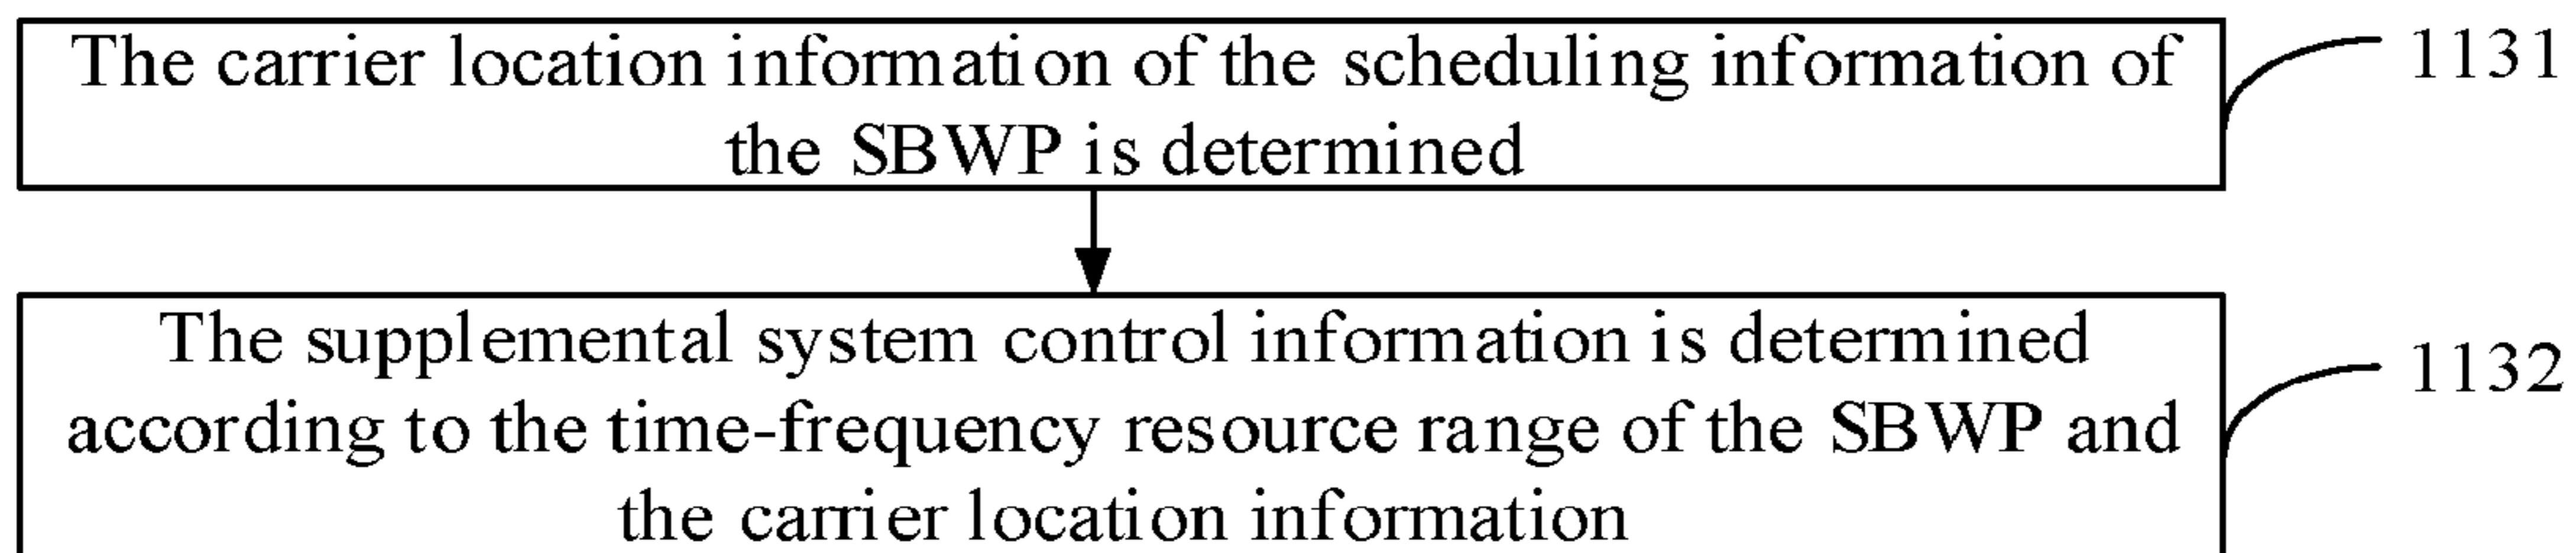 The carrier location information of the scheduling information of
the SBWP is determined
1131
The supplemental system control information is determined
according to the time-frequency resource range of the SBWP and
the carrier location information
1132